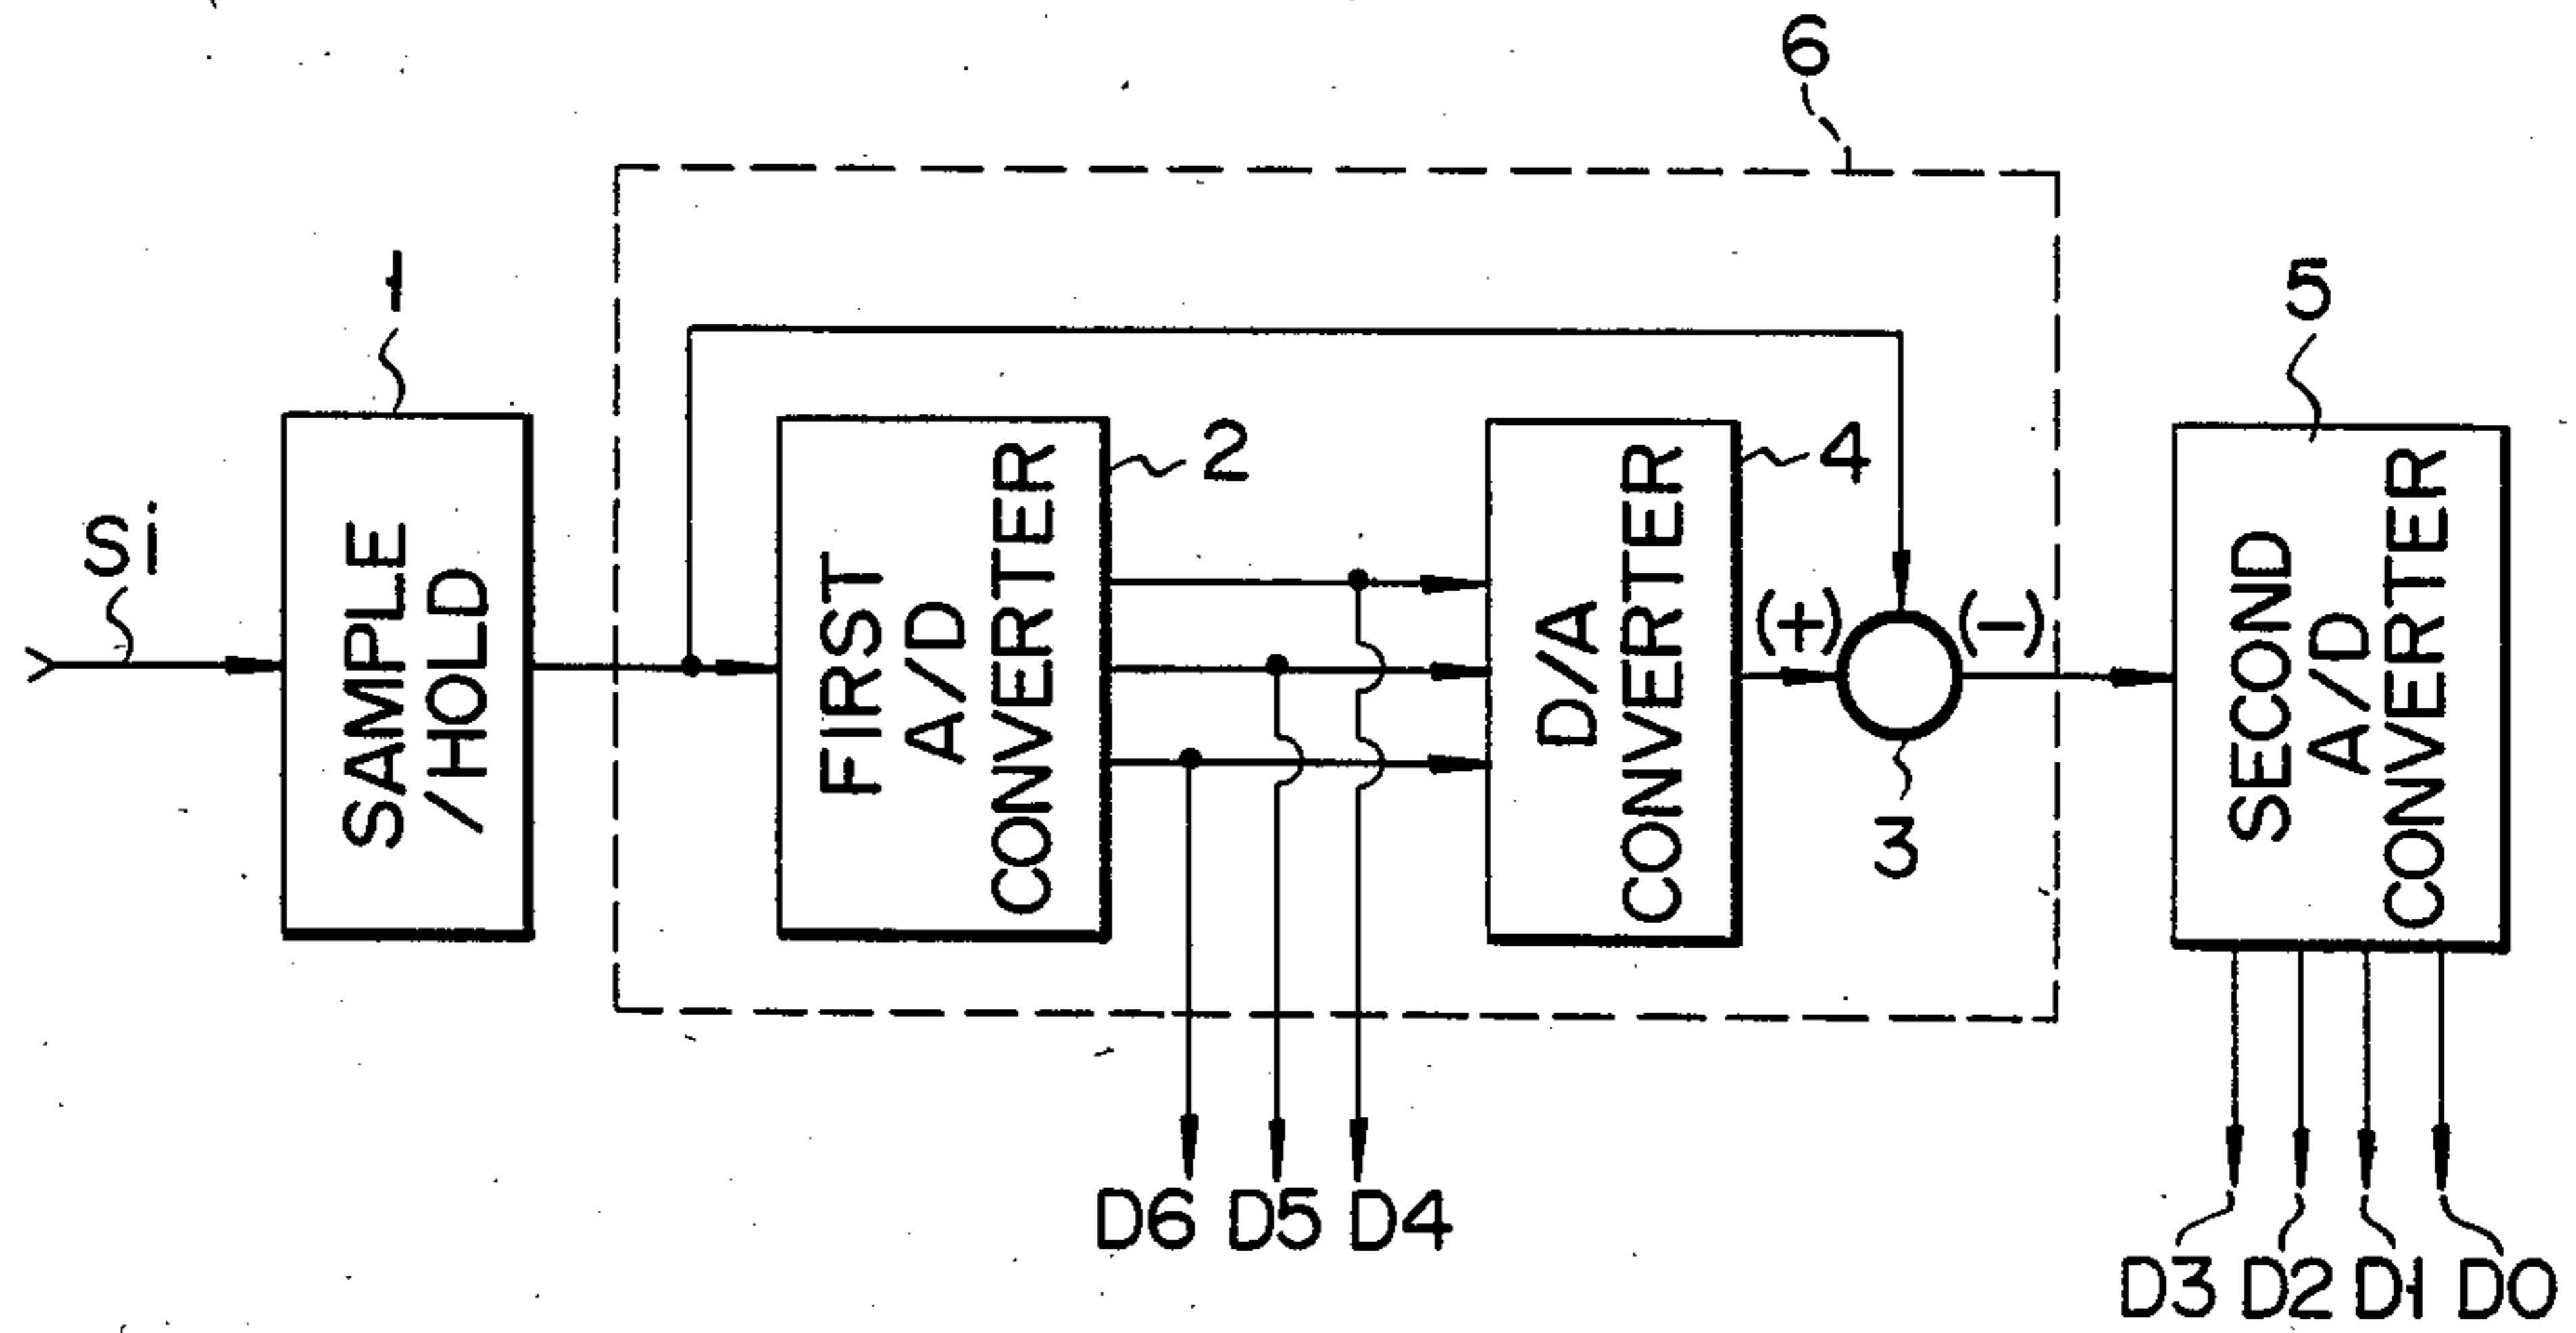 6
1
5
2
4
Si
SAMPLE
/HOLD
FIRST
A/D
CONVERTER
D/A
CONVERTER
(+)
(-)
3
SECOND
A/D
CONVERTER
D6 D5 D4
D3 D2 D1 D0